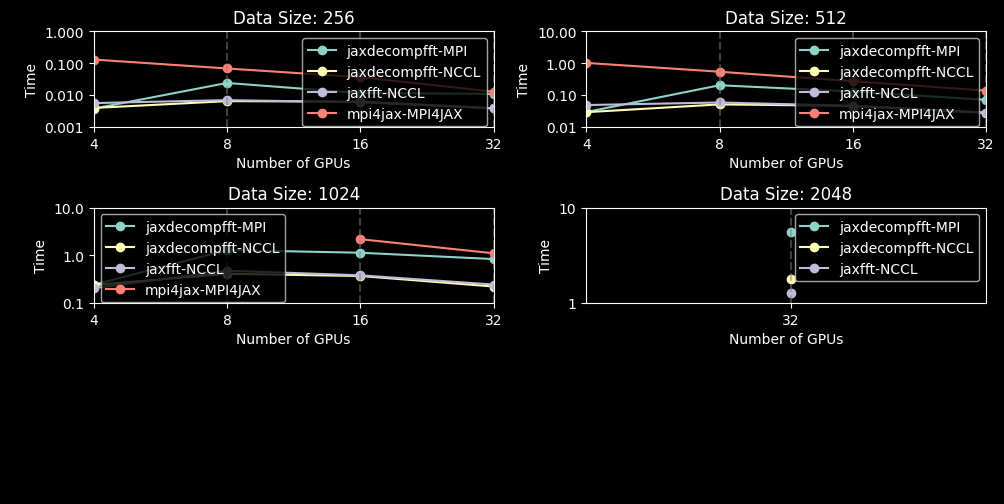 Data Size: 256
Time
1.000
0.100
0.010
0.001
jaxdecompfft-MPI
jaxdecompfft-NCCL
jaxfft-NCCL
mpi4jax-MPI4JAX
4
8
16
32
Number of GPUs
Data Size: 512
Time
10.00
1.00
0.10
0.01
jaxdecompfft-MPI
jaxdecompfft-NCCL
jaxfft-NCCL
mpi4jax-MPI4JAX
4
8
16
32
Number of GPUs
Data Size: 1024
Time
10.0
1.0
0.1
jaxdecompfft-MPI
jaxdecompfft-NCCL
jaxfft-NCCL
mpi4jax-MPI4JAX
4
8
16
32
Number of GPUs
Data Size: 2048
Time
10
1
jaxdecompfft-MPI
jaxdecompfft-NCCL
jaxfft-NCCL
32
Number of GPUs